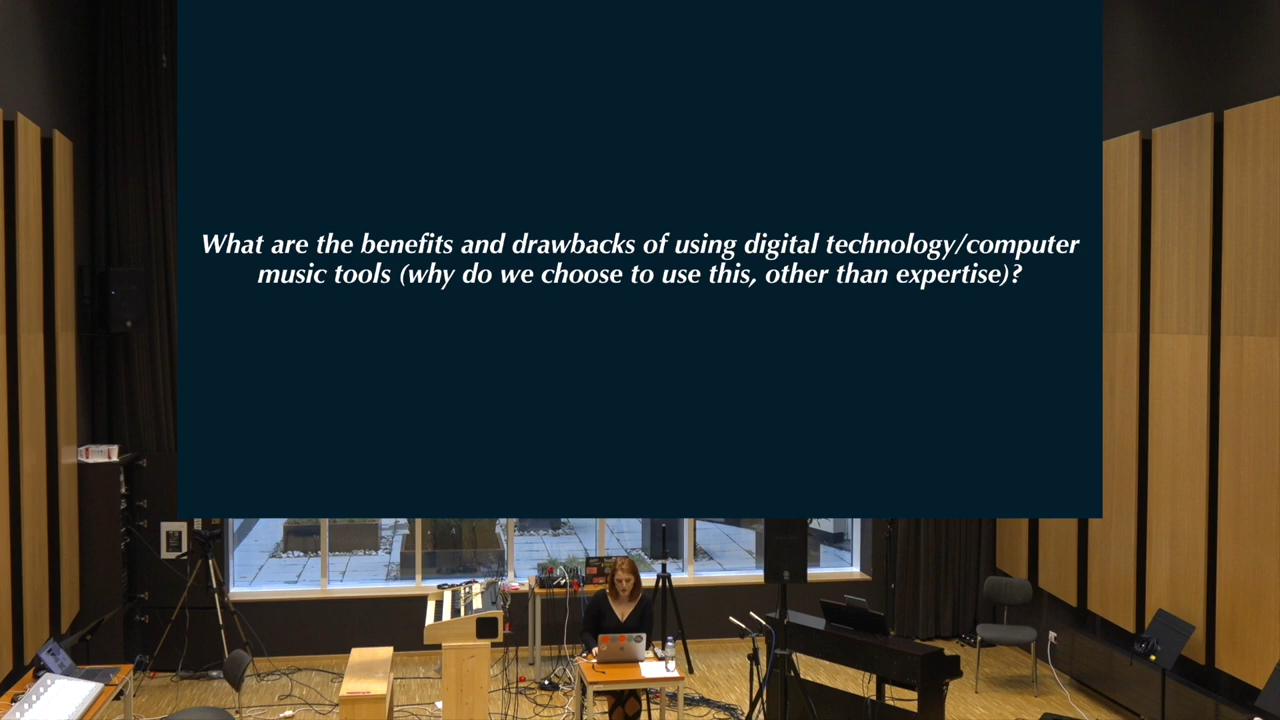 What are the benefits and drawbacks of using digital technology/computer
music tools (why do we choose to use this, other than expertise)?